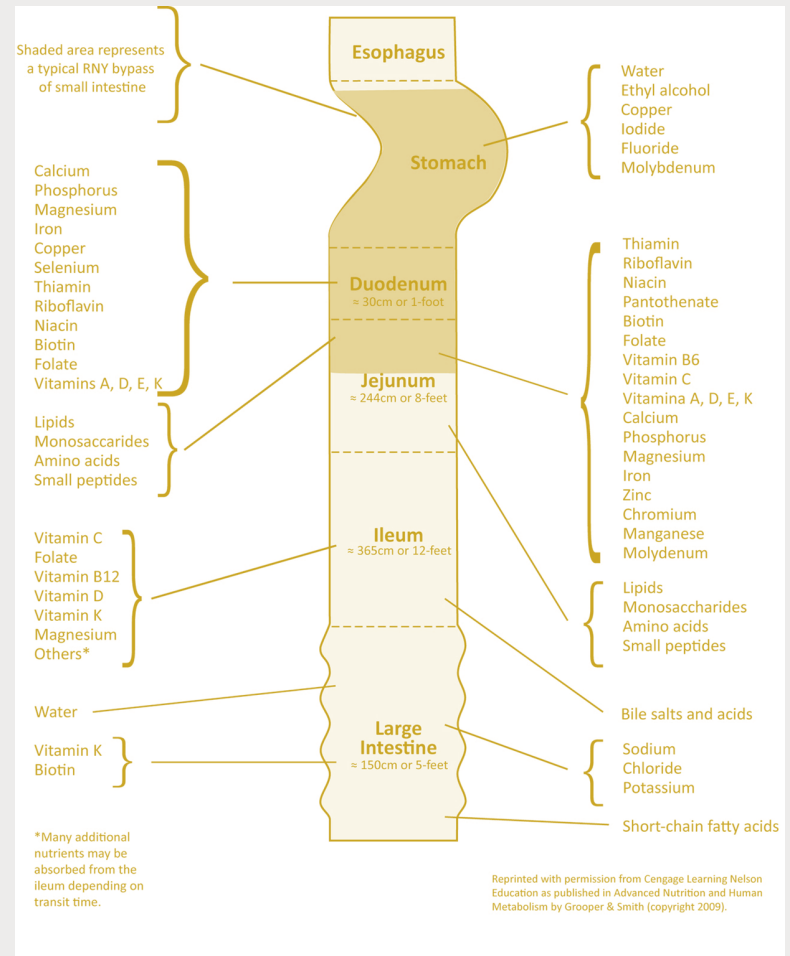 Shaded area represents
a typical RNY bypass
of small intestine
Calcium
Phosphorus
Magnesium
Iron
Copper
Selenium
Thiamin
Riboflavin
Niacin
Biotin
Folate
Vitamins A, D, E, K
Lipids
Monosaccarides
Amino acids
Small peptides
Vitamin C
Folate
Vitamin B12
Vitamin D
Vitamin K
Magnesium
Others*
Water
Vitamin K
Biotin
*Many additional
nutrients may be
absorbed from the
ileum depending on
transit time.
Esophagus
Stomach
Duodenum
≈ 30cm or 1-foot
Jejunum
≈ 244cm or 8-feet
Ileum
≈ 365cm or 12-feet
Large
Intestine
≈ 150cm or 5-feet
Water
Ethyl alcohol
Copper
Iodide
Fluoride
Molybdenum
Thiamin
Riboflavin
Niacin
Pantothenate
Biotin
Folate
Vitamin B6
Vitamin C
Vitamina A, D, E, K
Calcium
Phosphorus
Magnesium
Iron
Zinc
Chromium
Manganese
Molydenum
Lipids
Monosaccharides
Amino acids
Small peptides
Bile salts and acids
Sodium
Chloride
Potassium
Short-chain fatty acids
Reprinted with permission from Cengage Learning Nelson
Education as published in Advanced Nutrition and Human
Metabolism by Grooper & Smith (copyright 2009).